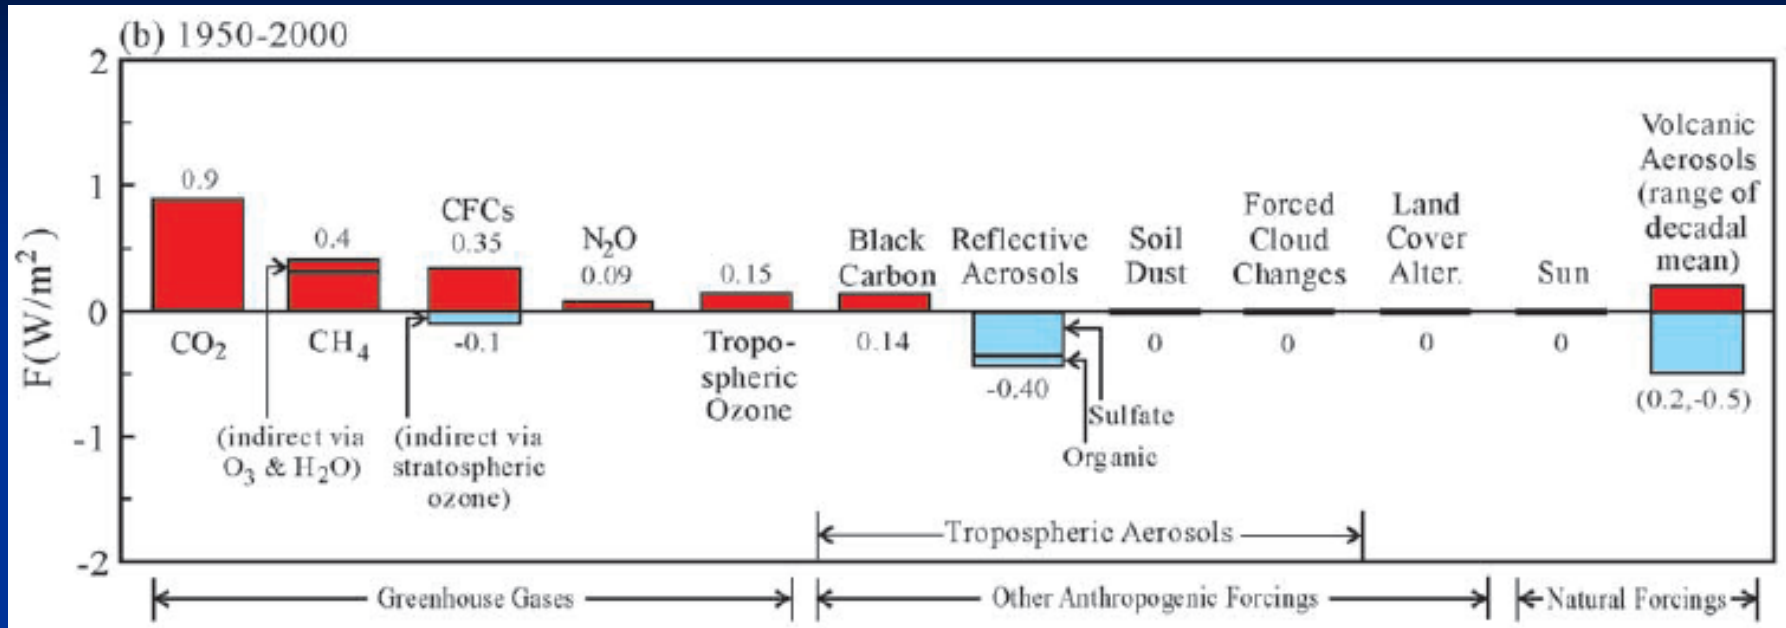 (b) 1950-2000
2
1
0
-1
-2
F(W/m²)
0.9
CO₂
0.4
CH₄
(indirect via
O₃ & H₂O)
CFCs
0.35
-0.1
(indirect via
stratospheric
ozone)
N₂O
0.09
0.15
Tropo-
spheric
Ozone
Black
Carbon
0.14
Reflective
Aerosols
-0.40
Sulfate
Organic
Soil
Dust
0
Forced
Cloud
Changes
0
Land
Cover
Alter.
0
Sun
0
Volcanic
Aerosols
(range of
decadal
mean)
(0.2,-0.5)
Tropospheric Aerosols
Greenhouse Gases
Other Anthropogenic Forcings
Natural Forcings